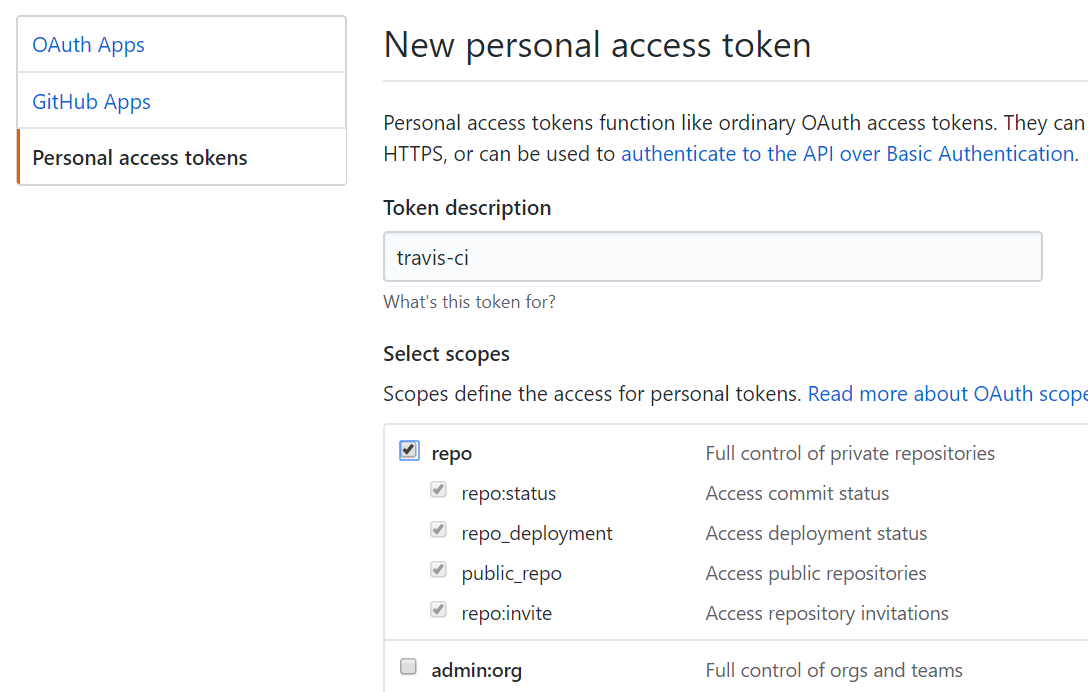 OAuth Apps
GitHub Apps
Personal access tokens
New personal access token
Personal access tokens function like ordinary OAuth access tokens. They can
HTTPS, or can be used to authenticate to the API over Basic Authentication.
Token description
travis-ci
What's this token for?
Select scopes
Scopes define the access for personal tokens. Read more about OAuth scope
repo Full control of private repositories
repo:status Access commit status
repo_deployment Access deployment status
public_repo Access public repositories
repo:invite Access repository invitations
admin:org Full control of orgs and teams